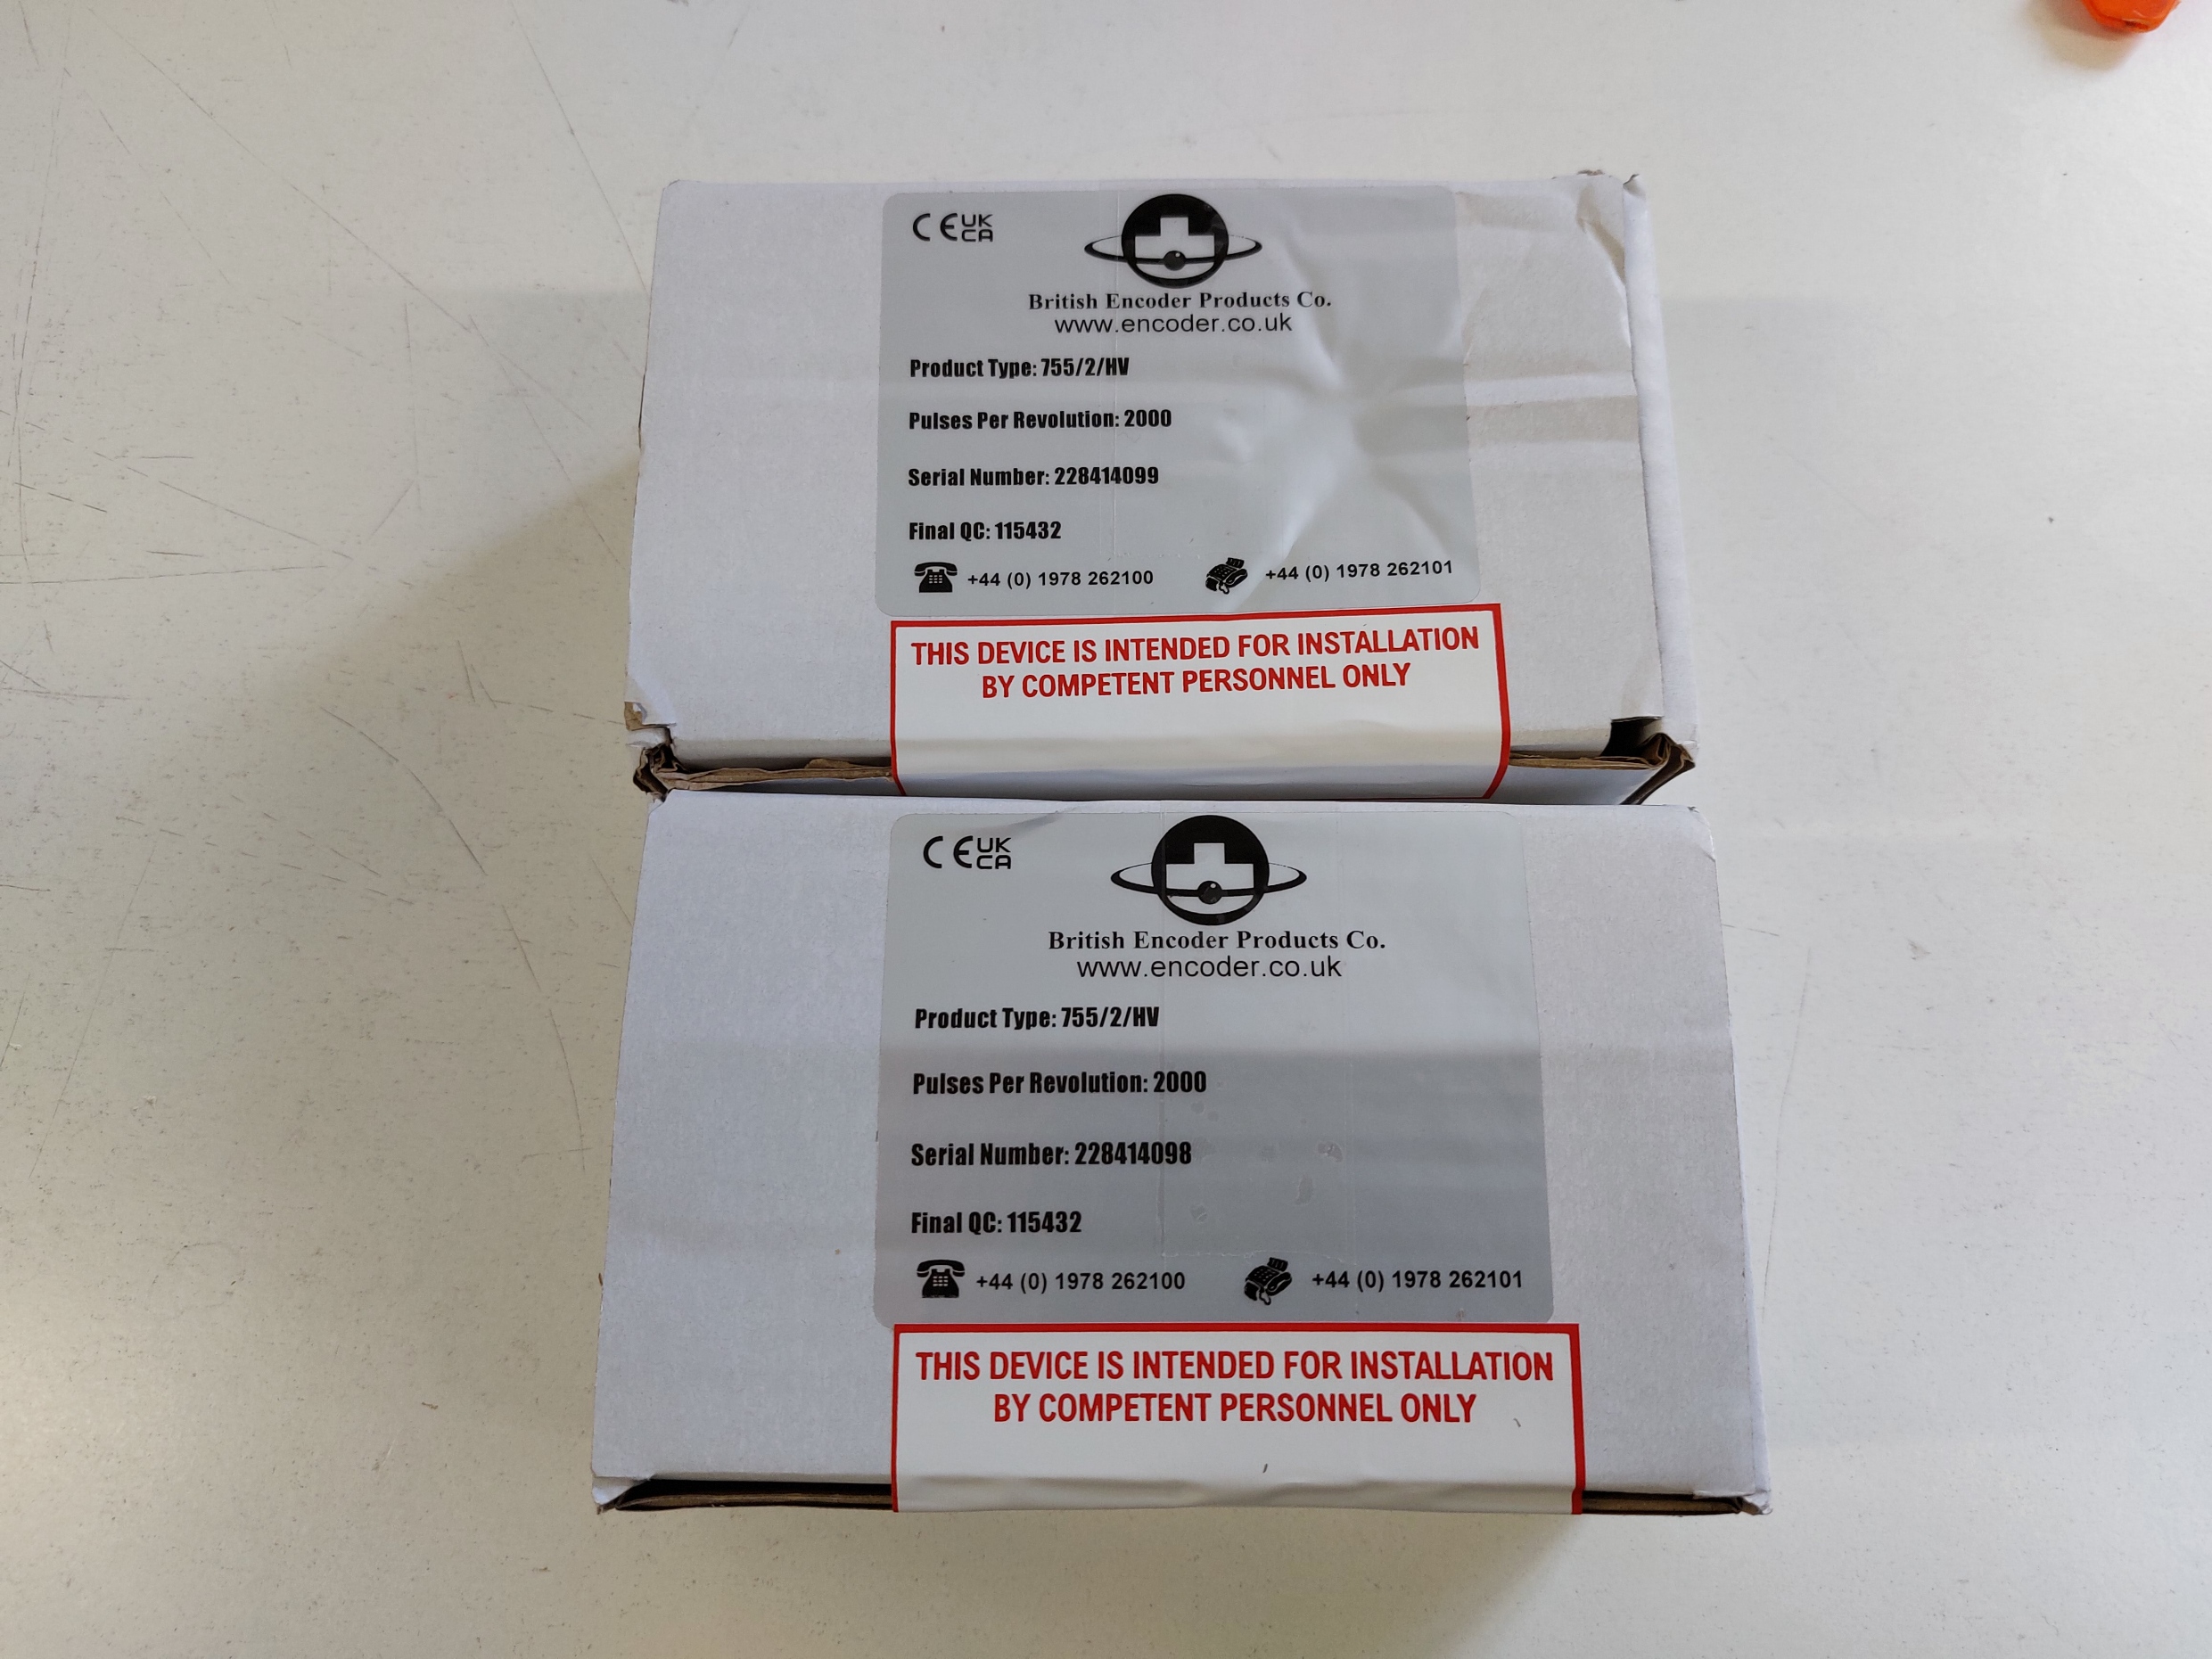 CE UK
CA
British Encoder Products Co.
www.encoder.co.uk
Product Type: 755/2/HV
Pulses Per Revolution: 2000
Serial Number: 228414099
Final QC: 115432
+44 (0) 1978 262100 +44 (0) 1978 262101
THIS DEVICE IS INTENDED FOR INSTALLATION
BY COMPETENT PERSONNEL ONLY
CE UK
CA
British Encoder Products Co.
www.encoder.co.uk
Product Type: 755/2/HV
Pulses Per Revolution: 2000
Serial Number: 228414098
Final QC: 115432
+44 (0) 1978 262100 +44 (0) 1978 262101
THIS DEVICE IS INTENDED FOR INSTALLATION
BY COMPETENT PERSONNEL ONLY